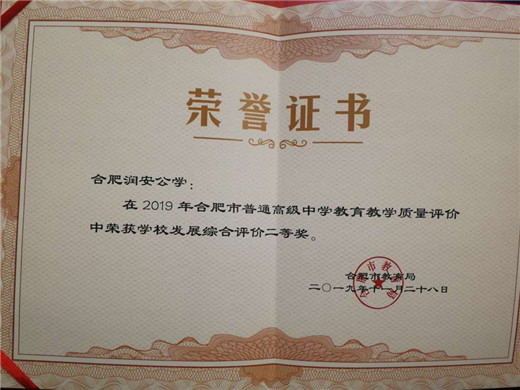 荣誉证书
合肥润安公学：
在2019年合肥市普通高级中学教育教学质量评价
中荣获学校发展综合评价二等奖。
合肥市教育局
二〇一九年十一月二十八日